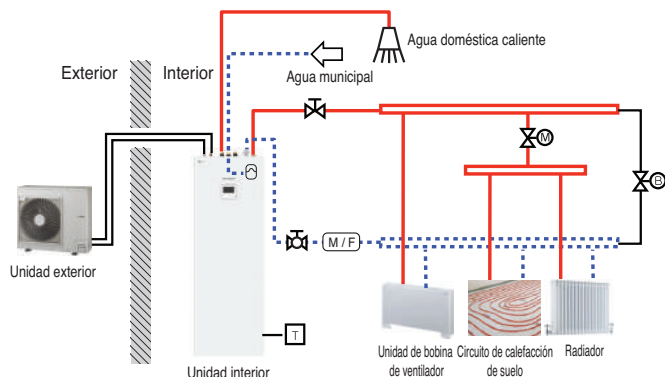 Agua doméstica caliente
Agua municipal
Exterior
Interior
M
B
M / F
Unidad exterior
T
Unidad interior
Unidad de bobina
de ventilador
Circuito de calefacción
de suelo
Radiador